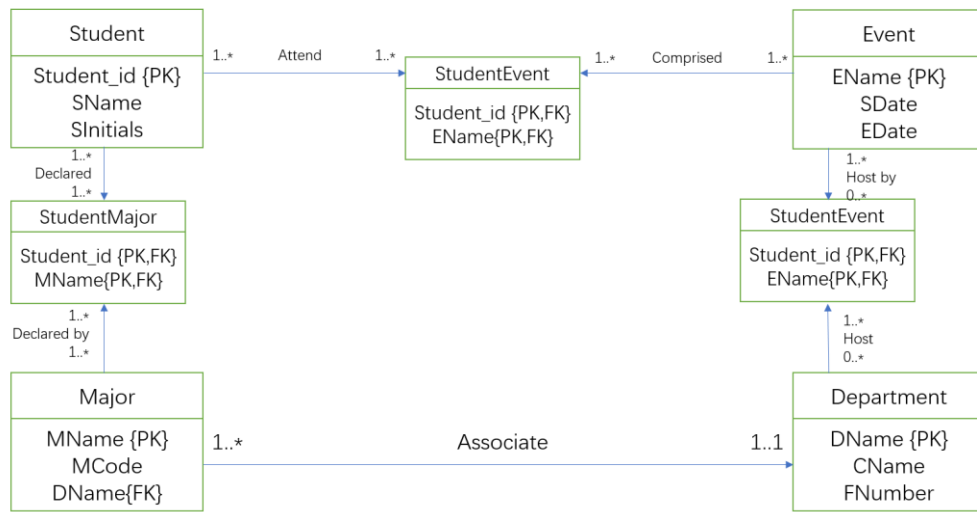 Student
Student_id {PK}
SName
SInitials
1..*
Attend
1..*
StudentEvent
Student_id {PK,FK}
EName{PK,FK}
1..*
Comprised
1..*
Event
EName {PK}
SDate
EDate
1..*
Declared
1..*
StudentMajor
Student_id {PK,FK}
MName{PK,FK}
1..*
Declared by
1..*
1..*
Host by
0..*
StudentEvent
Student_id {PK,FK}
EName{PK,FK}
1..*
Host
0..*
Major
MName {PK}
MCode
DName{FK}
1..*
Associate
1..1
Department
DName {PK}
CName
FNumber